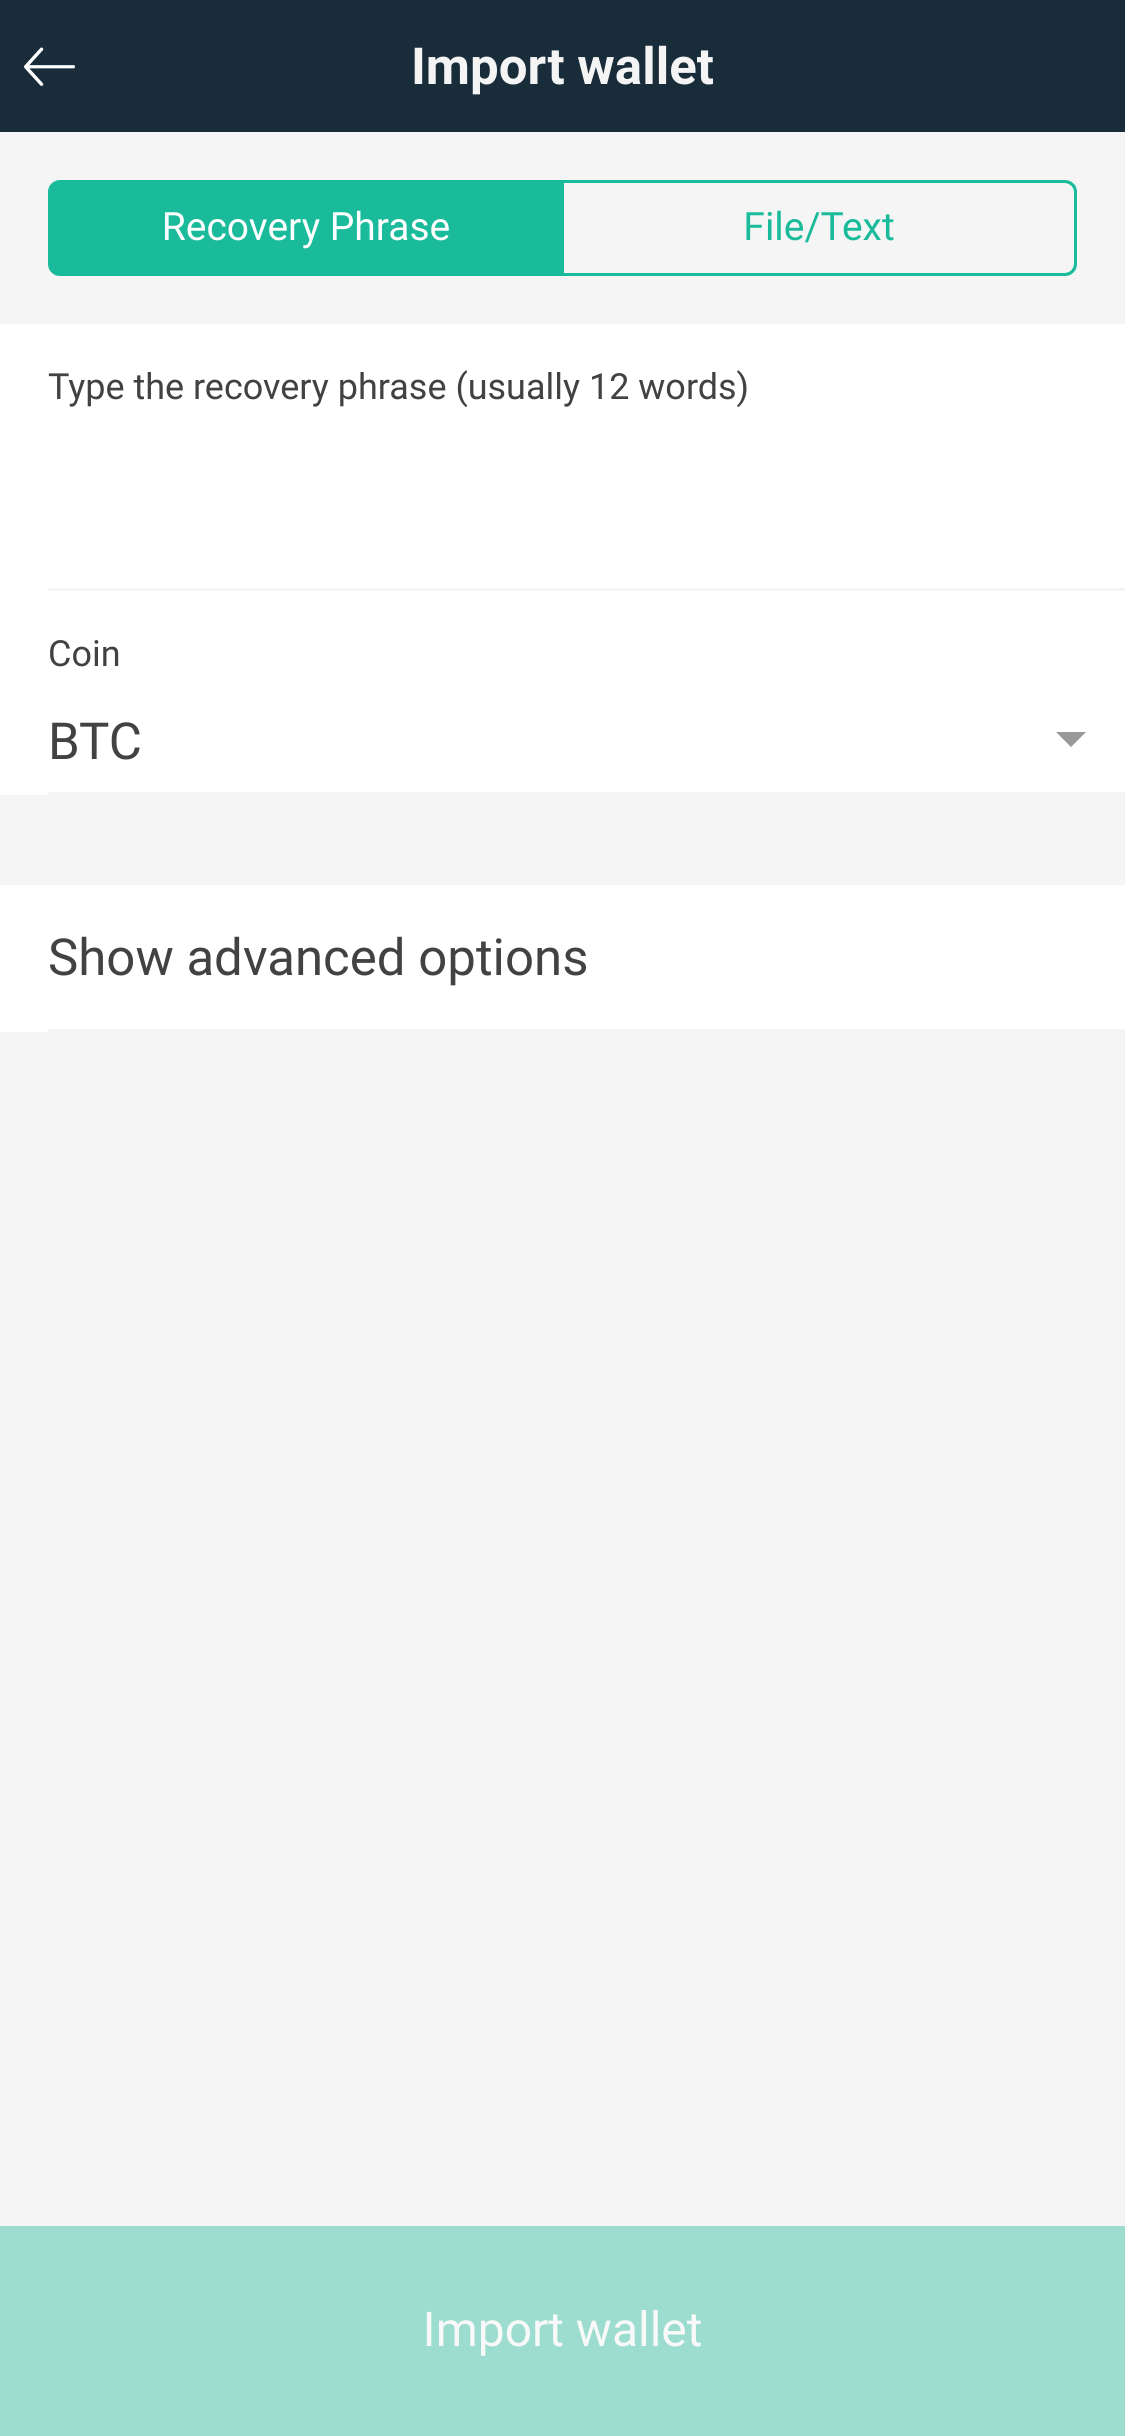 Import wallet
Recovery Phrase
File/Text
Type the recovery phrase (usually 12 words)
Coin
BTC
Show advanced options
Import wallet